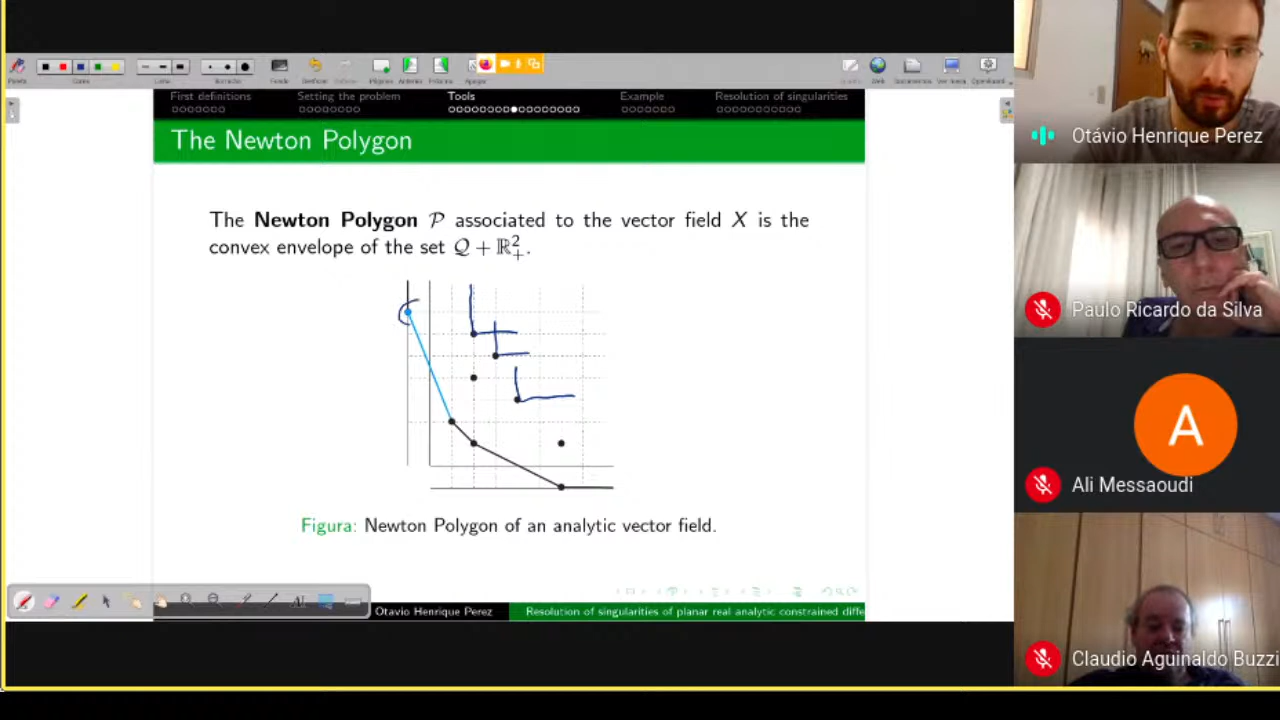 First definitions
Setting the problem
Tools
Example
Resolution of singularities
The Newton Polygon
The Newton Polygon 𝒫 associated to the vector field X is the
convex envelope of the set 𝒬 + ℝ²₊.
Figura: Newton Polygon of an analytic vector field.
Otavio Henrique Perez
Resolution of singularities of planar real analytic constrained diffe
Otávio Henrique Perez
Paulo Ricardo da Silva
A
Ali Messaoudi
Claudio Aguinaldo Buzzi